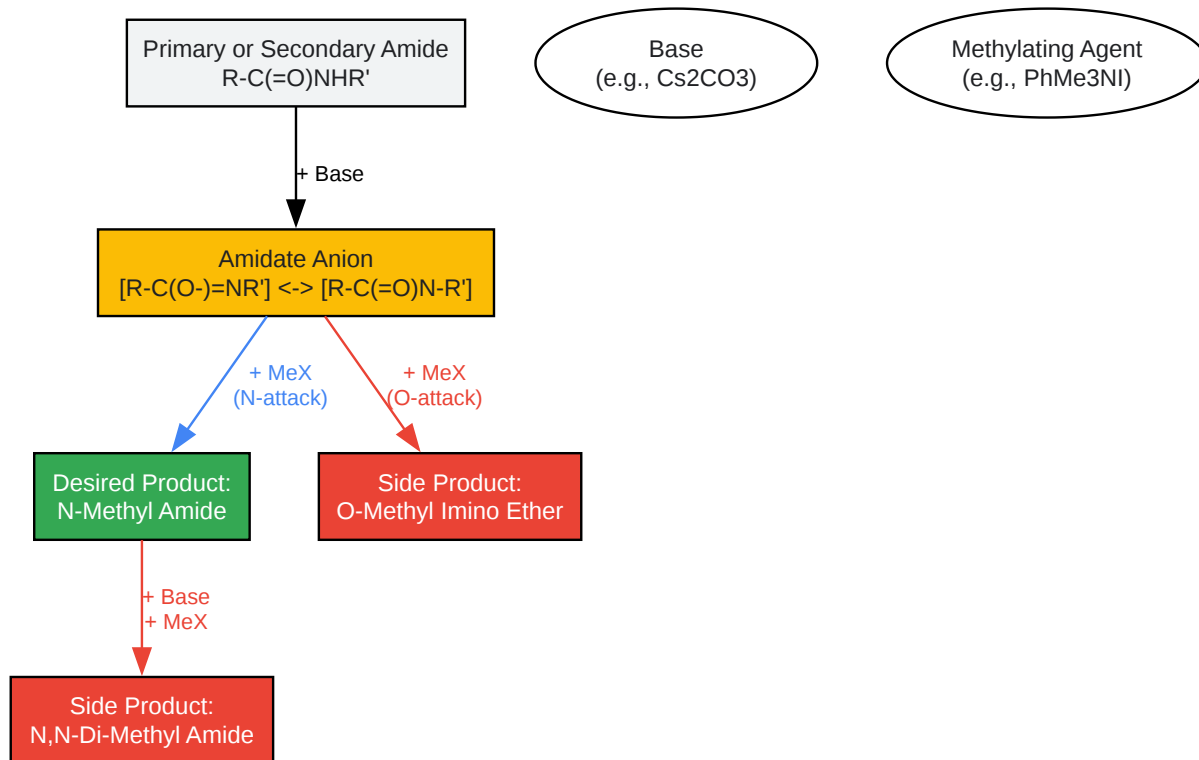 Primary or Secondary Amide
R-C(=O)NHR'
Base
(e.g., Cs2CO3)
Methylating Agent
(e.g., PhMe3NI)
+ Base
Amidate Anion
[R-C(O-)=NR'] <-> [R-C(=O)N-R']
+ MeX
(N-attack)
+ MeX
(O-attack)
Desired Product:
N-Methyl Amide
Side Product:
O-Methyl Imino Ether
+ Base
+ MeX
Side Product:
N,N-Di-Methyl Amide